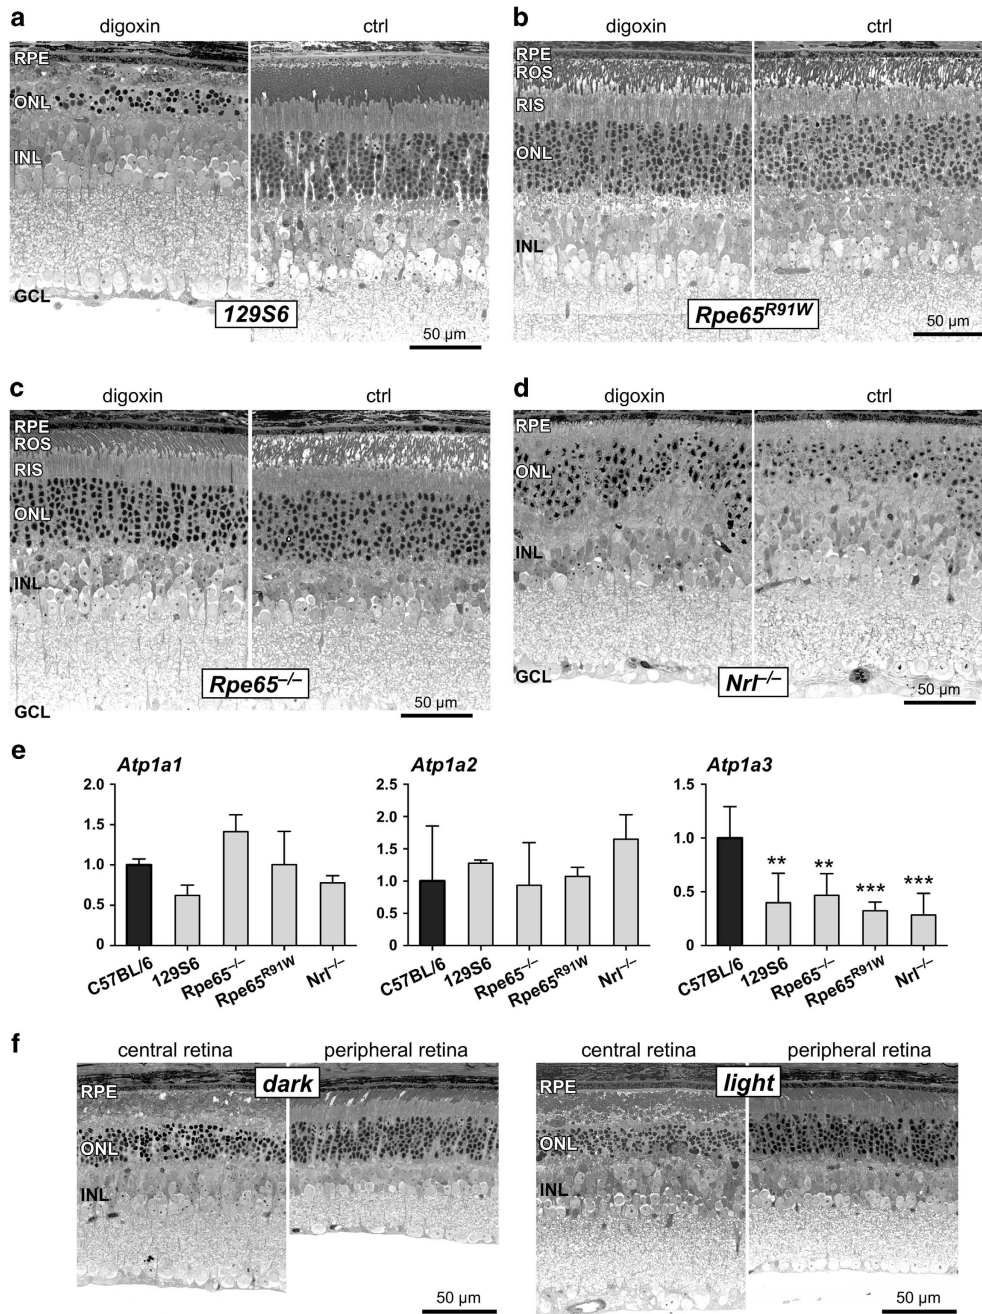 a
digoxin ctrl
RPE
ONL
INL
GCL
129S6
50 µm
b
digoxin ctrl
RPE
ROS
RIS
ONL
INL
Rpe65R91W
50 µm
c
digoxin ctrl
RPE
ROS
RIS
ONL
INL
GCL
Rpe65–/–
50 µm
d
digoxin ctrl
RPE
ONL
INL
GCL
Nrl–/–
50 µm
e
Atp1a1
2.0
1.5
1.0
0.5
0
C57BL/6 129S6 Rpe65–/– Rpe65R91W Nrl–/–
Atp1a2
2.5
2.0
1.5
1.0
0.5
0
C57BL/6 129S6 Rpe65–/– Rpe65R91W Nrl–/–
Atp1a3
1.5
1.0
0.5
0
** ** *** ***
C57BL/6 129S6 Rpe65–/– Rpe65R91W Nrl–/–
f
central retina peripheral retina
dark
RPE
ONL
INL
50 µm
central retina peripheral retina
light
RPE
ONL
INL
50 µm